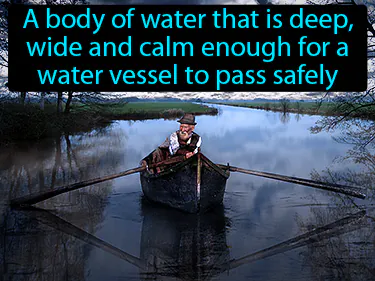 A body of water that is deep,
wide and calm enough for a
water vessel to pass safely